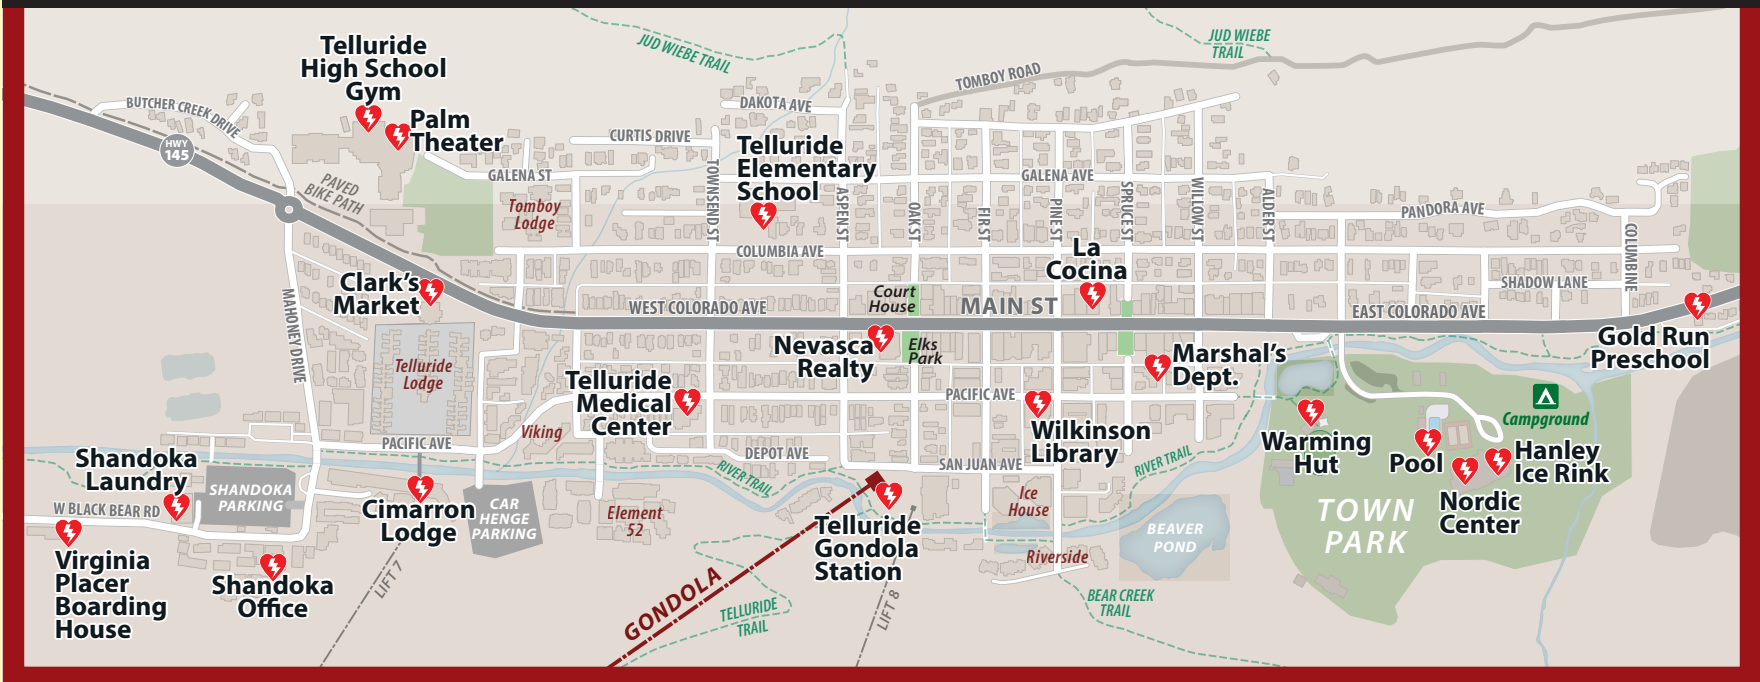 JUD WIEBE TRAIL
JUD WIEBE
TRAIL
Telluride
High School
Gym
TOMBOY ROAD
BUTCHER CREEK DRIVE
DAKOTA AVE
Palm
Theater
CURTIS DRIVE
HWY
145
Telluride
Elementary
School
PAVED
BIKE PATH
GALENA ST
GALENA AVE
TOWNSEND ST
ASPEN ST
OAK ST
FIRST
PINE ST
SPRUCE ST
WILLOW ST
ALDER ST
Tomboy
Lodge
PANDORA AVE
COLUMBINE
COLUMBIA AVE
La
Cocina
Clark's
Market
MAHONEY DRIVE
SHADOW LANE
Court
House
WEST COLORADO AVE
MAIN ST
EAST COLORADO AVE
Gold Run
Preschool
Nevasca
Realty
Elks
Park
Marshal's
Dept.
Telluride
Lodge
Telluride
Medical
Center
PACIFIC AVE
Campground
Viking
Wilkinson
Library
Warming
Hut
PACIFIC AVE
DEPOT AVE
SAN JUAN AVE
RIVER TRAIL
RIVER TRAIL
Pool
Hanley
Ice Rink
Shandoka
Laundry
SHANDOKA
PARKING
W BLACK BEAR RD
Cimarron
Lodge
CAR
HENGE
PARKING
Element
52
Ice
House
Nordic
Center
TOWN
PARK
BEAVER
POND
Telluride
Gondola
Station
Riverside
Virginia
Placer
Boarding
House
Shandoka
Office
LIFT 7
GONDOLA
TELLURIDE
TRAIL
LIFT 8
BEAR CREEK
TRAIL